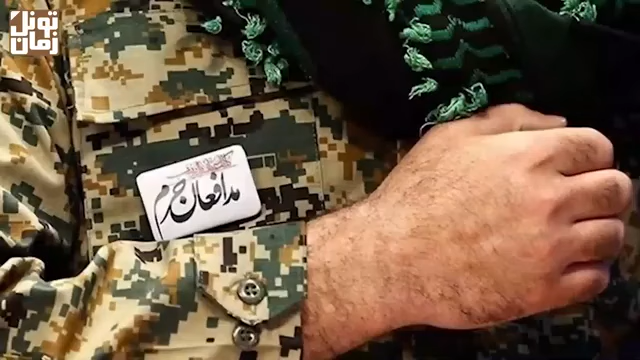 تونل
زمان
مدافعان حرم